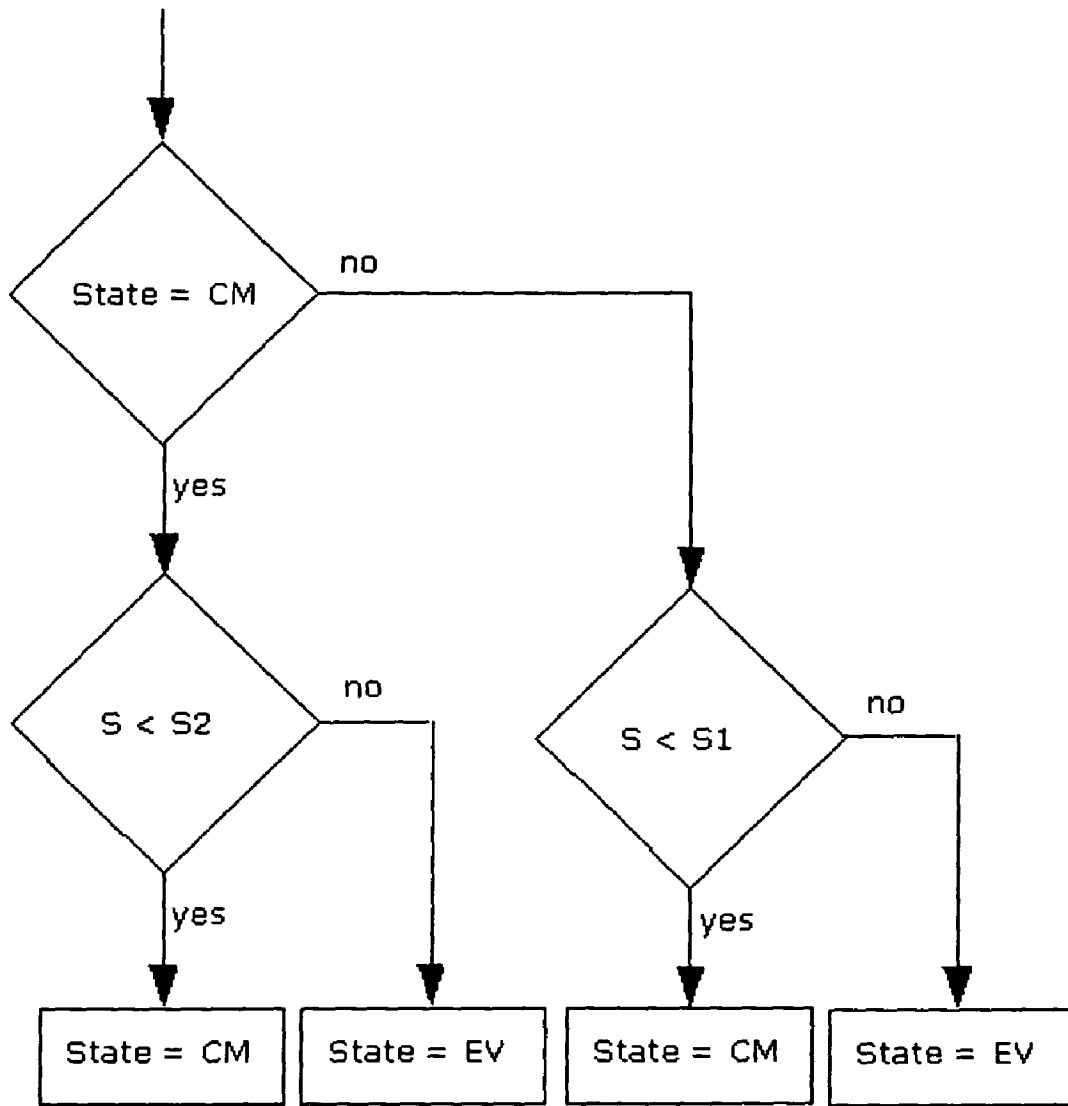 no
State = CM
yes
no
S < S2
no
S < S1
yes
yes
State = CM
State = EV
State = CM
State = EV